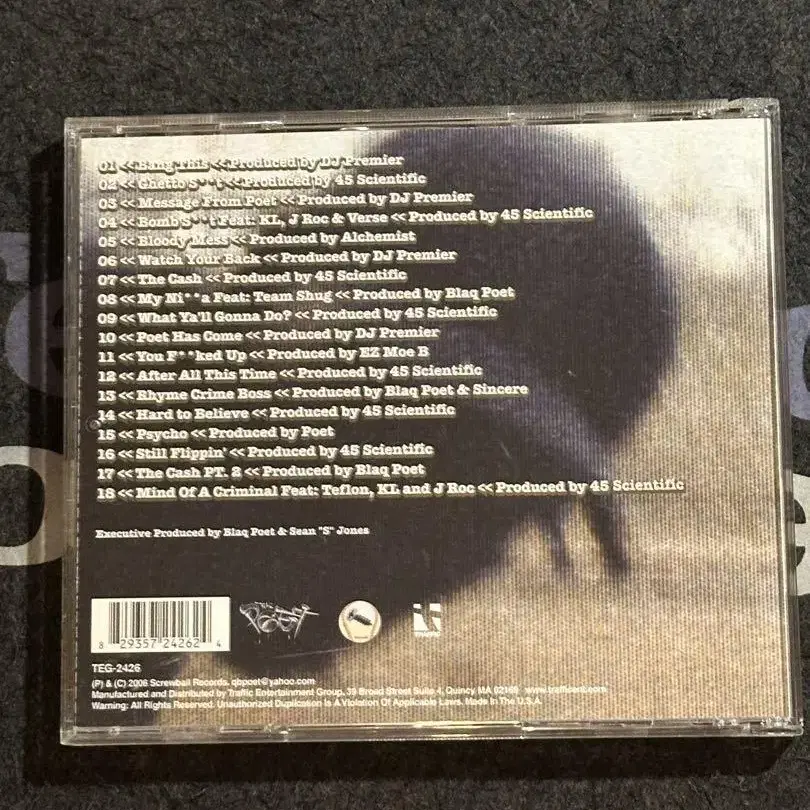 01 << Bang This << Produced by DJ Premier
02 << Ghetto S**t << Produced by 45 Scientific
03 << Message From Poet << Produced by DJ Premier
04 << Bomb S**t Feat: KL, J Roc & Verse << Produced by 45 Scientific
05 << Bloody Mess << Produced by Alchemist
06 << Watch Your Back << Produced by DJ Premier
07 << The Cash << Produced by 45 Scientific
08 << My Ni**a Feat: Team Shug << Produced by Blaq Poet
09 << What Ya'll Gonna Do? << Produced by 45 Scientific
10 << Poet Has Come << Produced by DJ Premier
11 << You F**ked Up << Produced by EZ Moe B
12 << After All This Time << Produced by 45 Scientific
13 << Rhyme Crime Boss << Produced by Blaq Poet & Sincere
14 << Hard to Believe << Produced by 45 Scientific
15 << Psycho << Produced by Poet
16 << Still Flippin' << Produced by 45 Scientific
17 << The Cash PT. 2 << Produced by Blaq Poet
18 << Mind Of A Criminal Feat: Teflon, KL and J Roc << Produced by 45 Scientific
Executive Produced by Blaq Poet & Sean "S" Jones
8 29357 24262 4
TEG-2426
(P) & (C) 2006 Screwball Records. qbpoet@yahoo.com
Manufactured and Distributed by Traffic Entertainment Group, 39 Broad Street Suite 4, Quincy MA 02169 www.trafficent.com
Warning: All Rights Reserved. Unauthorized Duplication Is A Violation Of Applicable Laws. Made In The U.S.A.